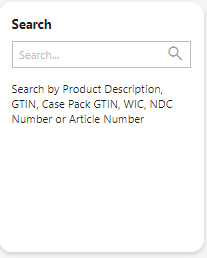 Search
Search...
Search by Product Description,
GTIN, Case Pack GTIN, WIC, NDC
Number or Article Number